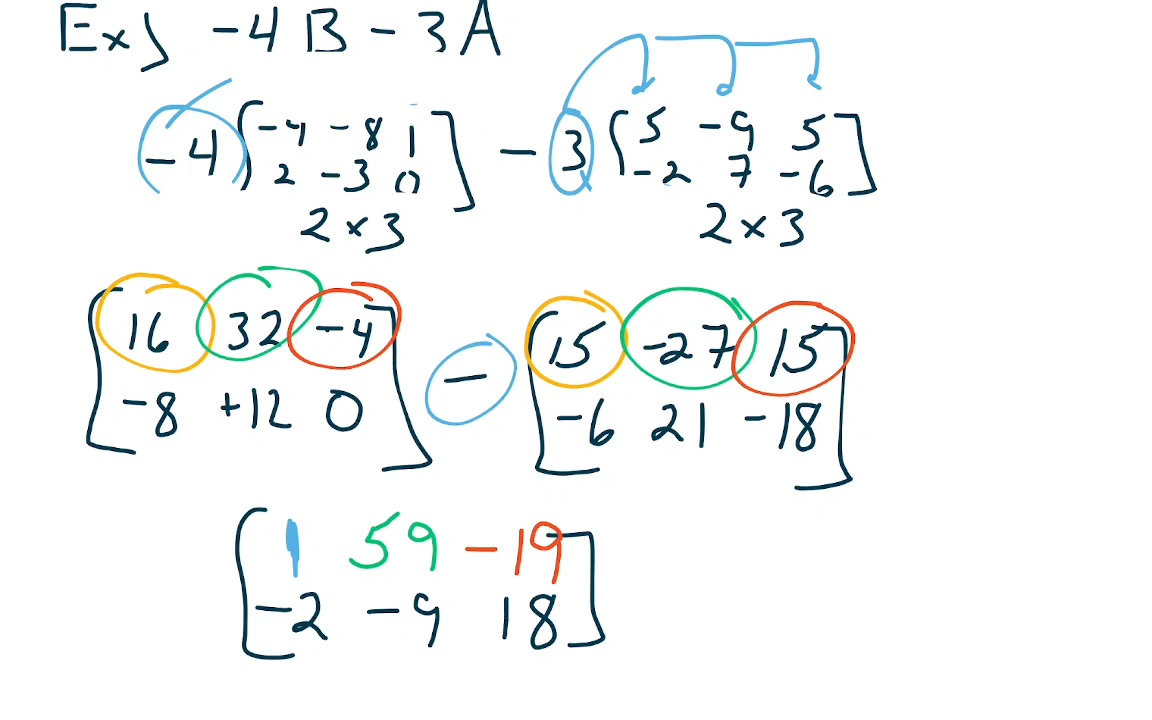 Ex) -4B - 3A
-4[-4 -8 1 - 3[5 -9 5]
2 -3 0] -2 7 -6]
2 × 3 2 × 3
[16 32 -4] - [15 -27 15]
-8 +12 0 -6 21 -18
[1 59 -19]
-2 -9 18